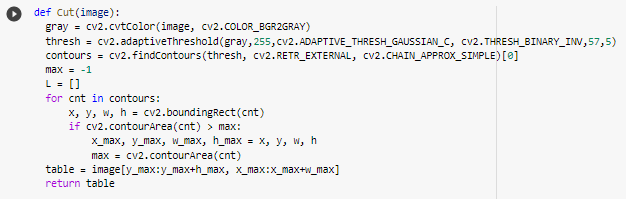 def Cut(image):
gray = cv2.cvtColor(image, cv2.COLOR_BGR2GRAY)
thresh = cv2.adaptiveThreshold(gray,255,cv2.ADAPTIVE_THRESH_GAUSSIAN_C, cv2.THRESH_BINARY_INV,57,5)
contours = cv2.findContours(thresh, cv2.RETR_EXTERNAL, cv2.CHAIN_APPROX_SIMPLE)[0]
max = -1
L = []
for cnt in contours:
x, y, w, h = cv2.boundingRect(cnt)
if cv2.contourArea(cnt) > max:
x_max, y_max, w_max, h_max = x, y, w, h
max = cv2.contourArea(cnt)
table = image[y_max:y_max+h_max, x_max:x_max+w_max]
return table